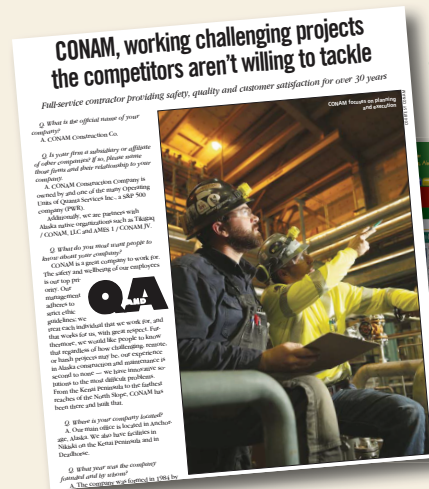 CONAM, working challenging projects
the competitors aren't willing to tackle
Full-service contractor providing safety, quality and customer satisfaction for over 30 years
Q. What is the official name of your
company?
A. CONAM Construction Co.
Q. Is your firm a subsidiary or affiliate
of other companies? If so, please name
those firms and their relationship to your
company.
A. CONAM Construction Company is
owned by and one of the many Operating
Units of Quanta Services Inc., a S&P 500
company (PWR).
Additionally, we are partners with
Alaska native organizations such as Tikigaq
/ CONAM, LLC and AMES 1 / CONAM JV.
Q. What do you most want people to
know about your company?
CONAM is a great company to work for.
The safety and wellbeing of our employees
is our top pri-
ority. Our
management
adheres to
strict ethic
guidelines: we
treat each individual that we work for, and
that works for us, with great respect. Fur-
thermore, we would like people to know
that regardless of how challenging, remote,
or harsh projects may be, our experience
in Alaska construction and maintenance is
second to none — we have innovative so-
lutions to the most difficult problems.
From the Kenai Peninsula to the farthest
reaches of the North Slope, CONAM has
been there and built that.
Q. Where is your company located?
A. Our main office is located in Anchor-
age, Alaska. We also have facilities in
Nikiski on the Kenai Peninsula and in
Deadhorse.
Q. What year was the company
founded and by whom?
A. The company was formed in 1984 by
Q AND A
CONAM focuses on planning
and execution